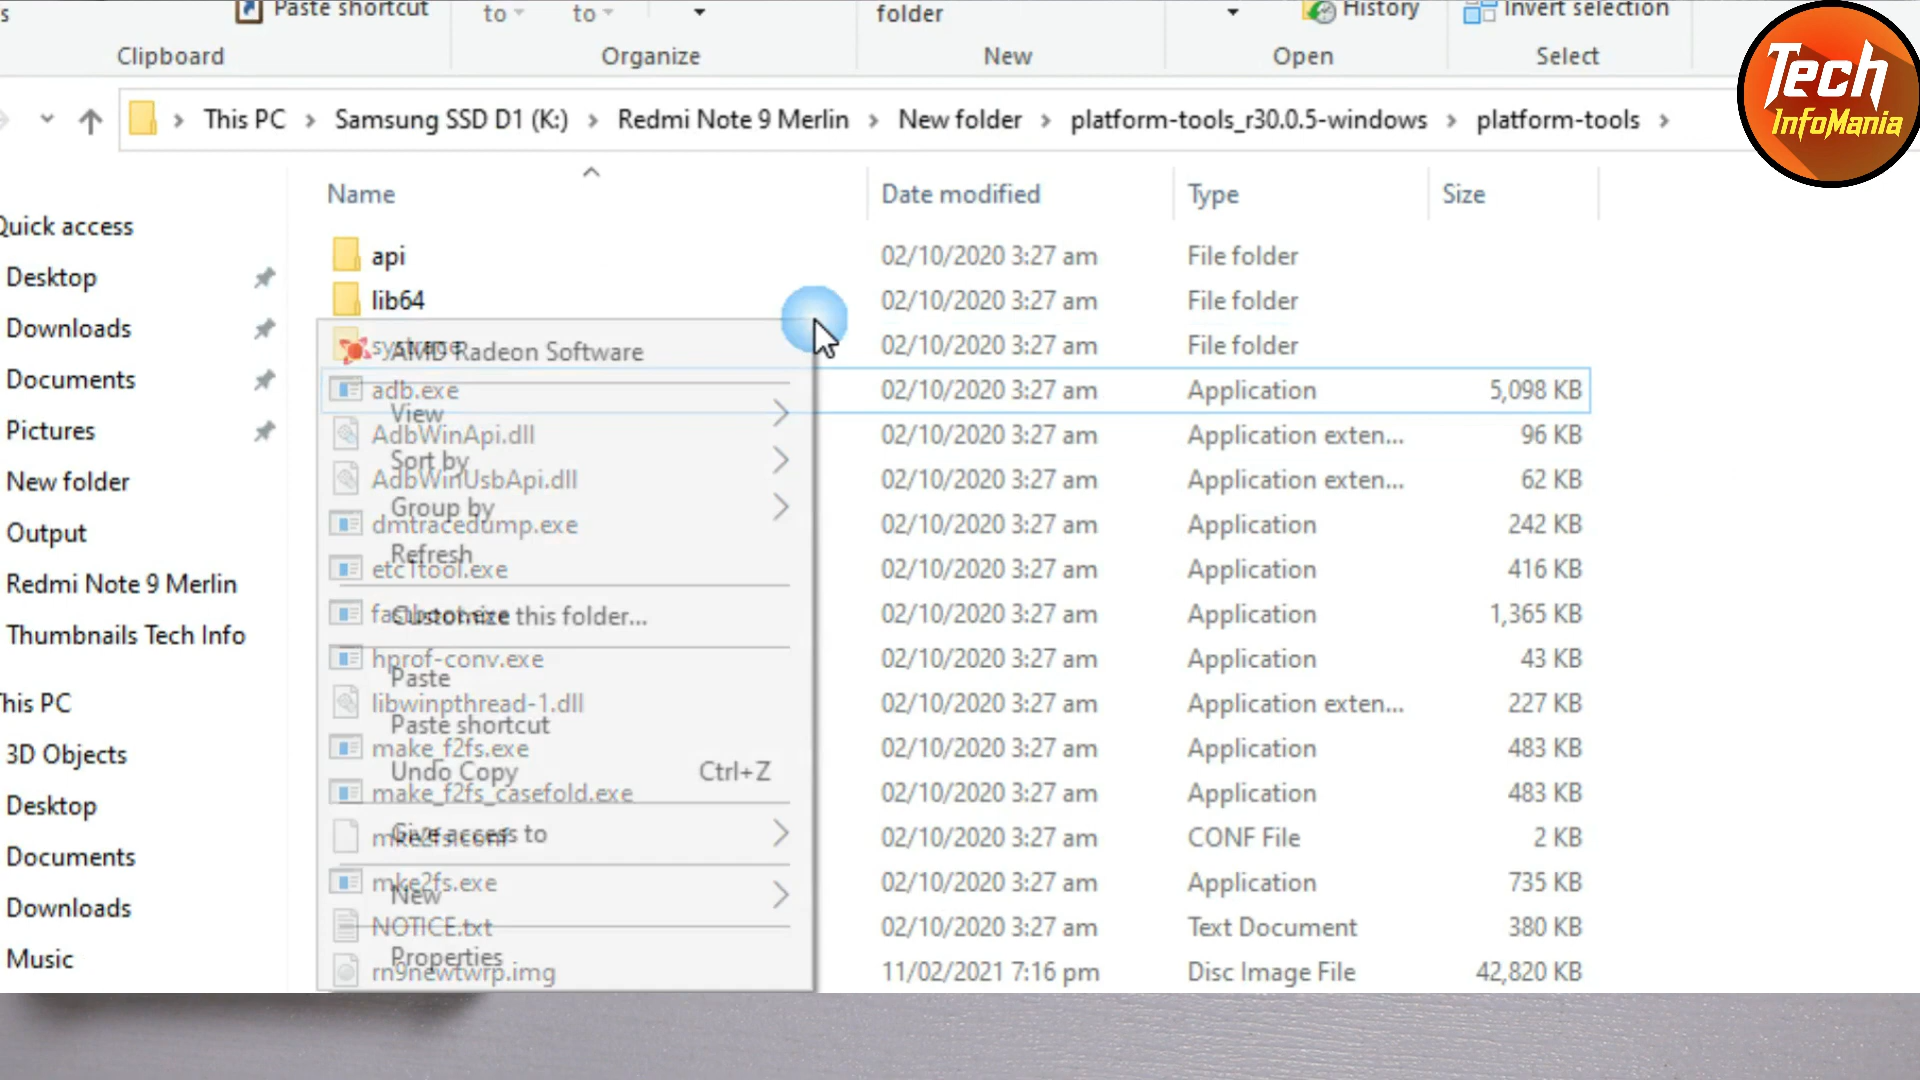 s
Paste shortcut
to
to
folder
History
Invert selection
Clipboard
Organize
New
Open
Select
Tech
InfoMania
This PC > Samsung SSD D1 (K:) > Redmi Note 9 Merlin > New folder > platform-tools_r30.0.5-windows > platform-tools >
Name
Date modified
Type
Size
Quick access
Desktop
Downloads
Documents
Pictures
New folder
Output
Redmi Note 9 Merlin
Thumbnails Tech Info
This PC
3D Objects
Desktop
Documents
Downloads
Music
api 02/10/2020 3:27 am File folder
lib64 02/10/2020 3:27 am File folder
systrace 02/10/2020 3:27 am File folder
adb.exe 02/10/2020 3:27 am Application 5,098 KB
AdbWinApi.dll 02/10/2020 3:27 am Application exten... 96 KB
AdbWinUsbApi.dll 02/10/2020 3:27 am Application exten... 62 KB
dmtracedump.exe 02/10/2020 3:27 am Application 242 KB
etc1tool.exe 02/10/2020 3:27 am Application 416 KB
fastboot.exe 02/10/2020 3:27 am Application 1,365 KB
hprof-conv.exe 02/10/2020 3:27 am Application 43 KB
libwinpthread-1.dll 02/10/2020 3:27 am Application exten... 227 KB
make_f2fs.exe 02/10/2020 3:27 am Application 483 KB
make_f2fs_casefold.exe 02/10/2020 3:27 am Application 483 KB
mke2fs.conf 02/10/2020 3:27 am CONF File 2 KB
mke2fs.exe 02/10/2020 3:27 am Application 735 KB
NOTICE.txt 02/10/2020 3:27 am Text Document 380 KB
rn9newtwrp.img 11/02/2021 7:16 pm Disc Image File 42,820 KB
AMD Radeon Software
View
Sort by
Group by
Refresh
Customize this folder...
Paste
Paste shortcut
Undo Copy Ctrl+Z
Give access to
New
Properties